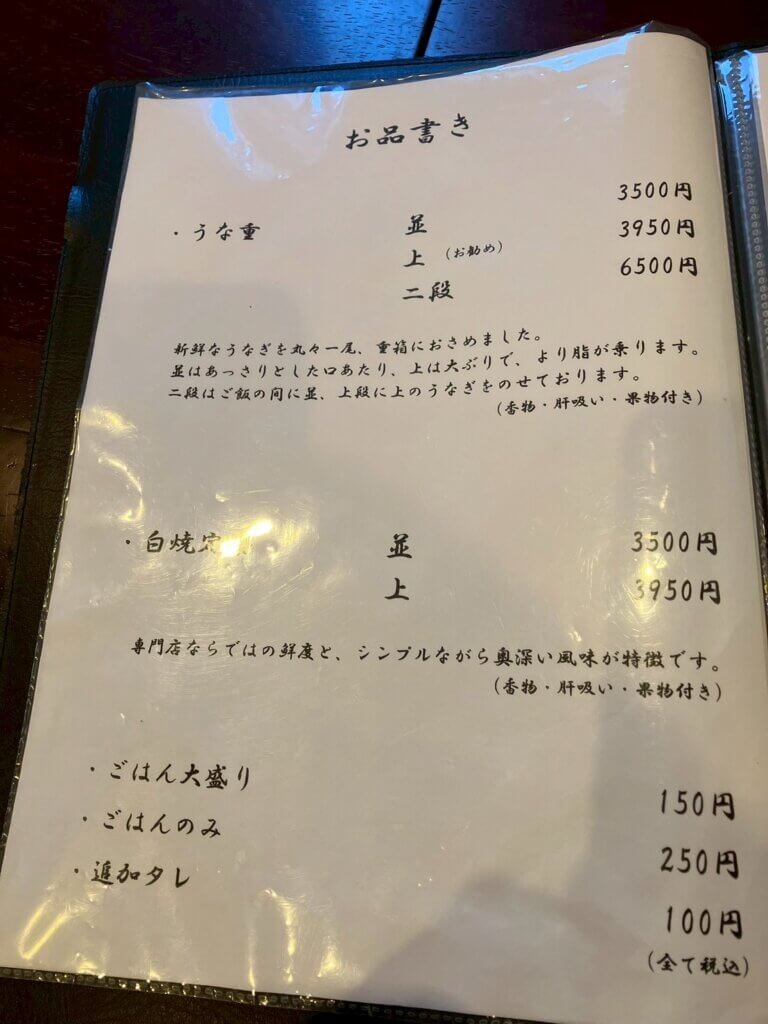 お品書き
・うな重 並 3500円
上 (お勧め) 3950円
二段 6500円
新鮮なうなぎを丸々一尾、重箱におさめました。
並はあっさりとした口あたり、上は大ぶりで、より脂が乗ります。
二段はご飯の間に並、上段に上のうなぎをのせております。
(香物・肝吸い・果物付き)
・白焼定 並 3500円
上 3950円
専門店ならではの鮮度と、シンプルながら奥深い風味が特徴です。
(香物・肝吸い・果物付き)
・ごはん大盛り 150円
・ごはんのみ 250円
・追加タレ 100円
(全て税込)